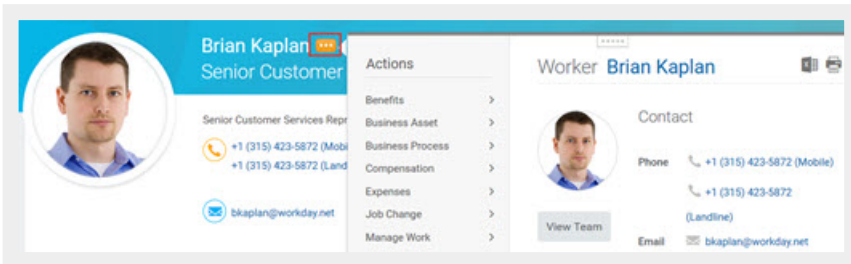 Brian Kaplan
Senior Customer
Senior Customer Services Repr
+1 (315) 423-5872 (Mobi
+1 (315) 423-5872 (Land
bkaplan@workday.net
Actions
Benefits
Business Asset
Business Process
Compensation
Expenses
Job Change
Manage Work
Worker Brian Kaplan
Contact
Phone +1 (315) 423-5872 (Mobile)
+1 (315) 423-5872
(Landline)
View Team
Email bkaplan@workday.net